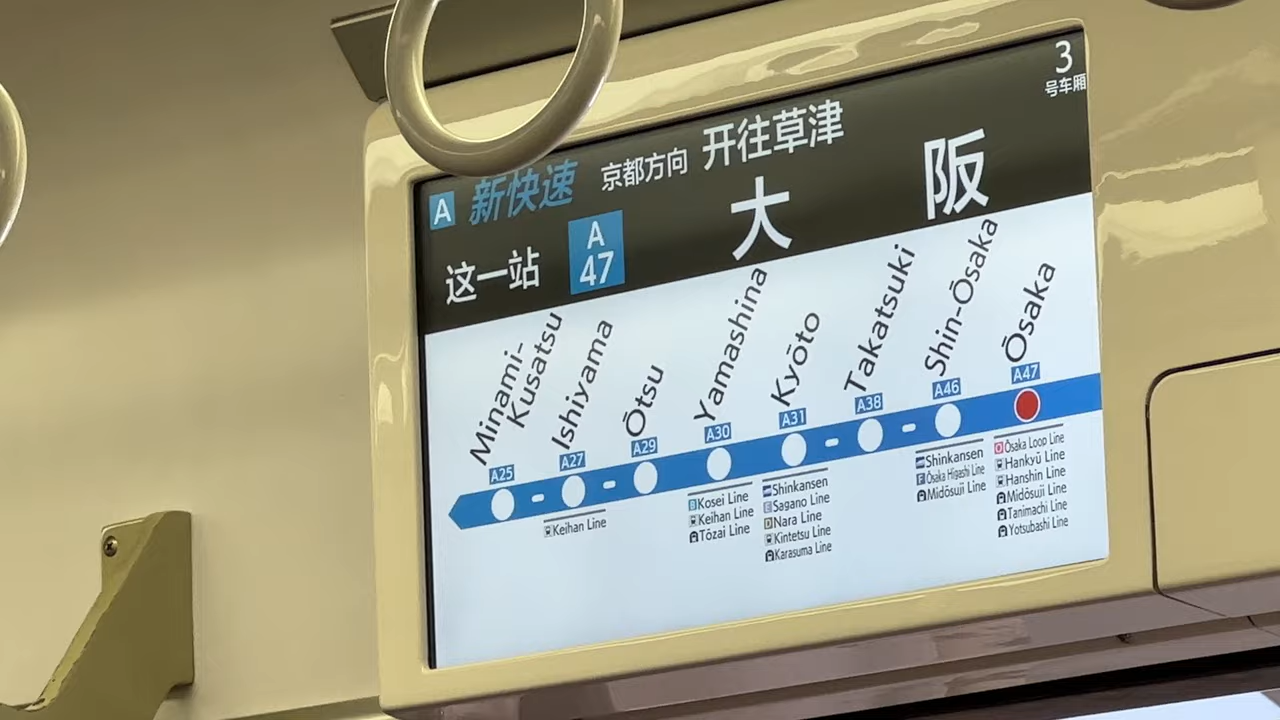 3
号车厢
A 新快速 京都方向 开往草津
这一站 A 47 大阪
Minami-Kusatsu
Ishiyama
Ōtsu
Yamashina
Kyōto
Takatsuki
Shin-Ōsaka
Ōsaka
A25
A27
A29
A30
A31
A38
A46
A47
Keihan Line
B Kosei Line
Keihan Line
Tōzai Line
Shinkansen
E Sagano Line
D Nara Line
Kintetsu Line
Karasuma Line
Shinkansen
F Ōsaka Higashi Line
Midōsuji Line
O Ōsaka Loop Line
Hankyū Line
Hanshin Line
Midōsuji Line
Tanimachi Line
Yotsubashi Line